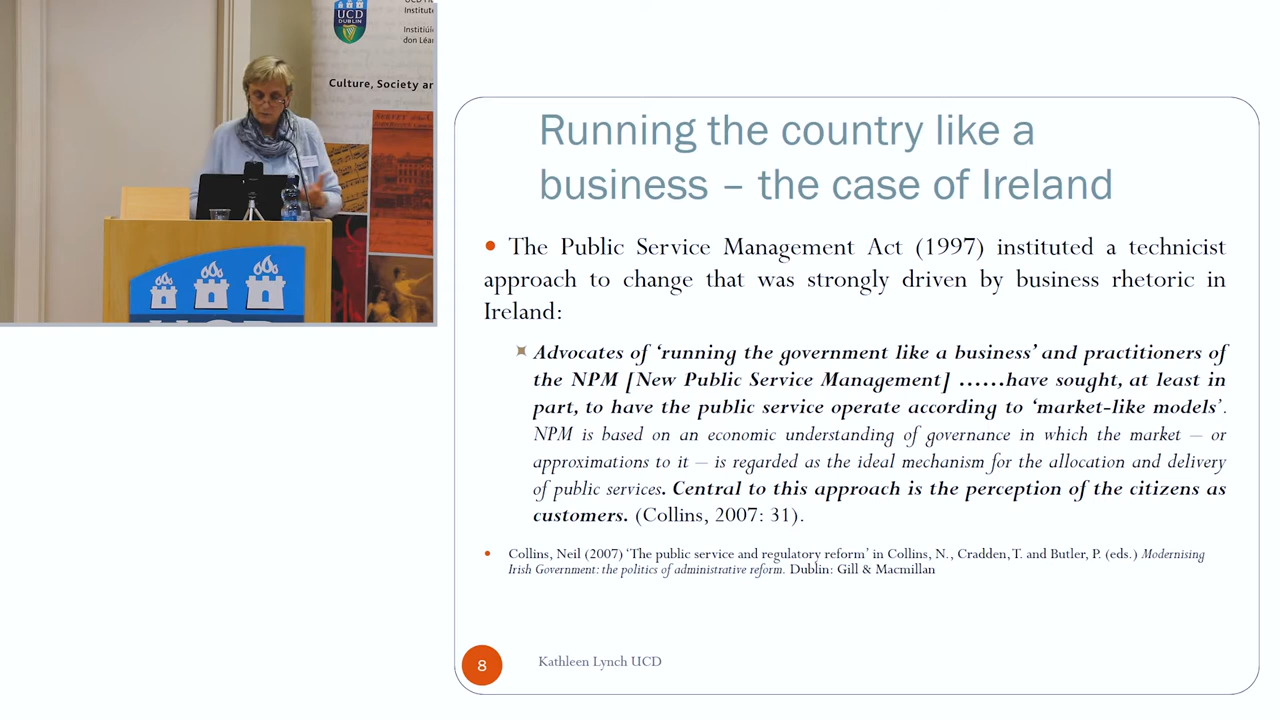 UCD
DUBLIN
Institute
don Léa
Culture, Society a
Running the country like a
business – the case of Ireland
• The Public Service Management Act (1997) instituted a technicist
approach to change that was strongly driven by business rhetoric in
Ireland:
Advocates of ‘running the government like a business’ and practitioners of
the NPM [New Public Service Management] ……have sought, at least in
part, to have the public service operate according to ‘market-like models’.
NPM is based on an economic understanding of governance in which the market – or
approximations to it – is regarded as the ideal mechanism for the allocation and delivery
of public services. Central to this approach is the perception of the citizens as
customers. (Collins, 2007: 31).
• Collins, Neil (2007) ‘The public service and regulatory reform’ in Collins, N., Cradden, T. and Butler, P. (eds.) Modernising
Irish Government: the politics of administrative reform. Dublin: Gill & Macmillan
8 Kathleen Lynch UCD